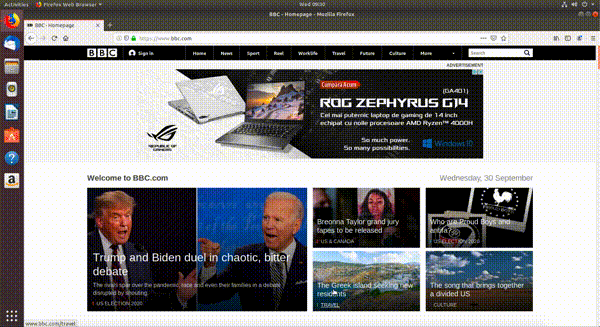 Activities
Firefox Web Browser
Wed 09:30
BBC - Homepage - Mozilla Firefox
BBC - Homepage
https://www.bbc.com
BBC
Sign in
Home
News
Sport
Reel
Worklife
Travel
Future
Culture
More
Search
ADVERTISEMENT
Cumpara Acum
(GA401)
ROG ZEPHYRUS G14
Cel mai puternic laptop de gaming de 14 inch
echipat cu noile procesoare AMD Ryzen™ 4000H
So much power.
So many possibilities.
Windows 10
REPUBLIC OF
GAMERS
Welcome to BBC.com
Wednesday, 30 September
Trump and Biden duel in chaotic, bitter
debate
The rivals spar over the pandemic, race and even their families in a debate
disrupted by shouting.
US ELECTION 2020
Breonna Taylor grand jury
tapes to be released
US & CANADA
Who are Proud Boys and
antifa?
US ELECTION 2020
The Greek island seeking new
residents
TRAVEL
The song that brings together
a divided US
CULTURE
www.bbc.com/travel